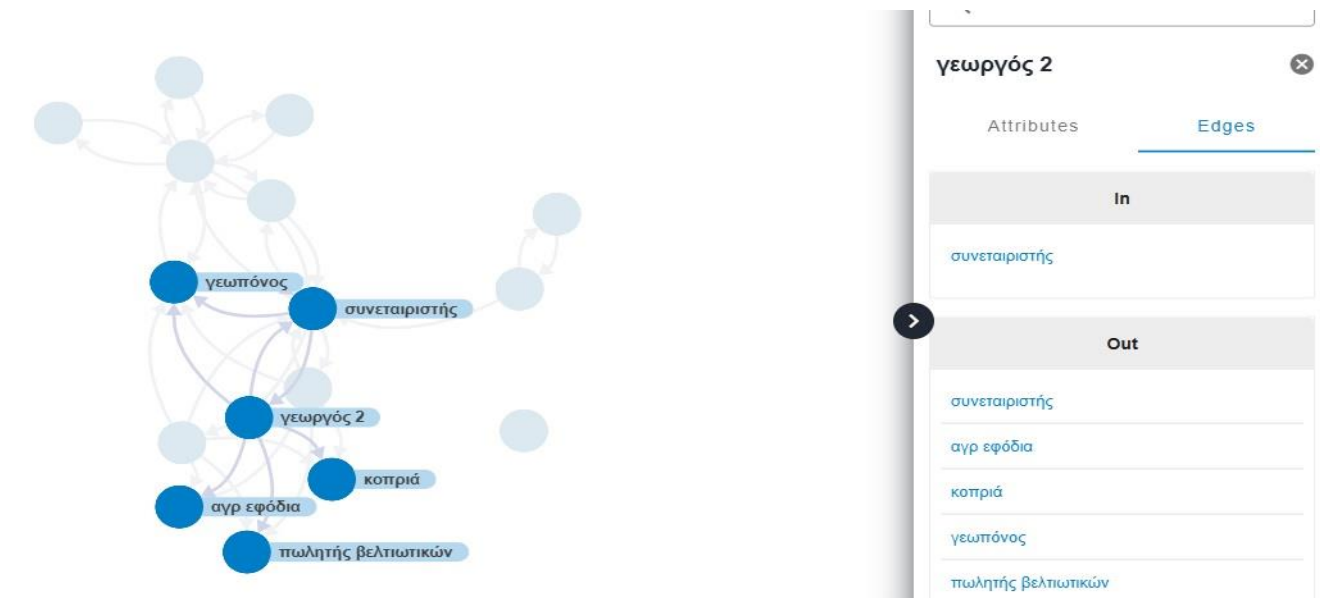 γεωργός 2
Attributes
Edges
In
συνεταιριστής
Out
συνεταιριστής
αγρ εφόδια
κοπριά
γεωπόνος
πωλητής βελτιωτικών
γεωπόνος
συνεταιριστής
γεωργός 2
κοπριά
αγρ εφόδια
πωλητής βελτιωτικών